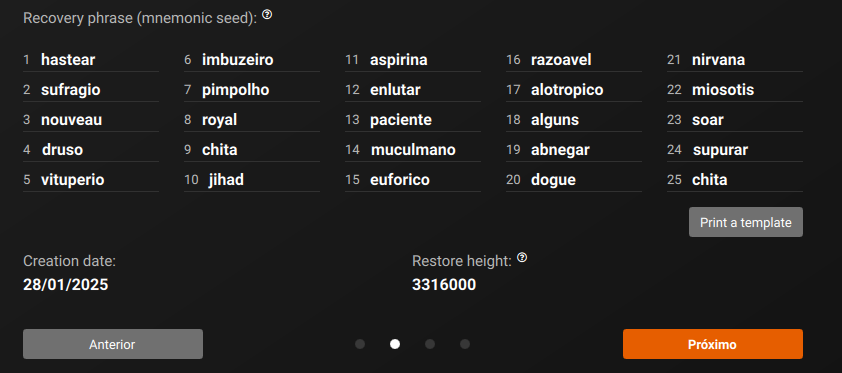 Recovery phrase (mnemonic seed): ?
1 hastear 6 imbuzeiro 11 aspirina 16 razoavel 21 nirvana
2 sufragio 7 pimpolho 12 enlutar 17 alotropico 22 miosotis
3 nouveau 8 royal 13 paciente 18 alguns 23 soar
4 druso 9 chita 14 muculmano 19 abnegar 24 supurar
5 vituperio 10 jihad 15 euforico 20 dogue 25 chita
Print a template
Creation date: Restore height: ?
28/01/2025 3316000
Anterior Próximo